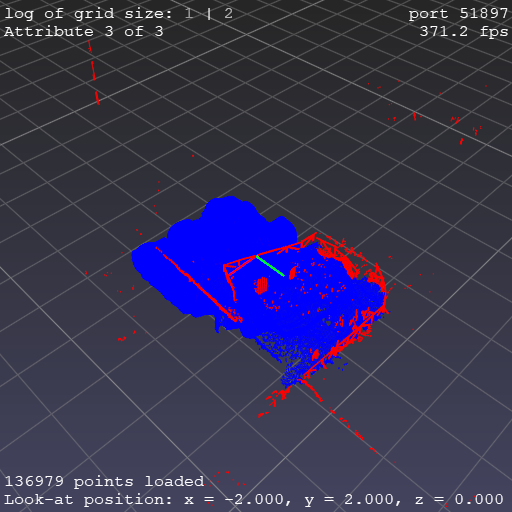 log of grid size: 1 | 2
port 51897
Attribute 3 of 3
371.2 fps
136979 points loaded
Look-at position: x = -2.000, y = 2.000, z = 0.000